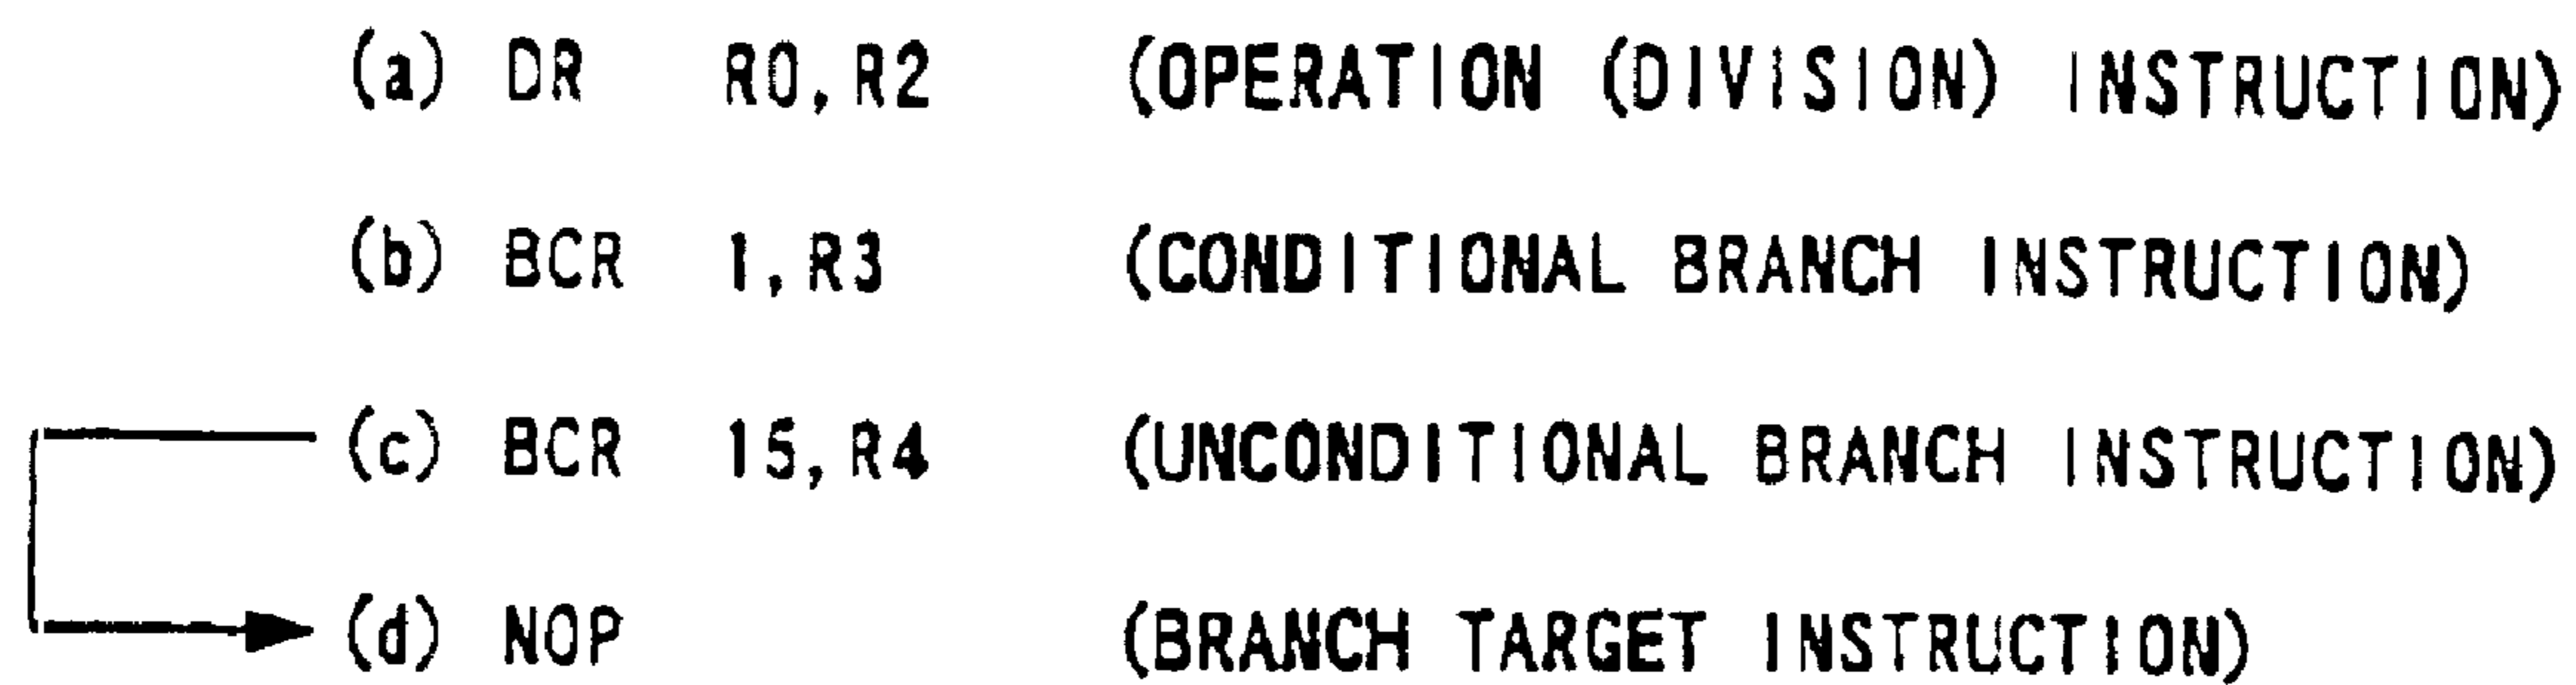 (a) DR R0,R2 (OPERATION (DIVISION) INSTRUCTION)
(b) BCR 1,R3 (CONDITIONAL BRANCH INSTRUCTION)
(c) BCR 15,R4 (UNCONDITIONAL BRANCH INSTRUCTION)
(d) NOP (BRANCH TARGET INSTRUCTION)